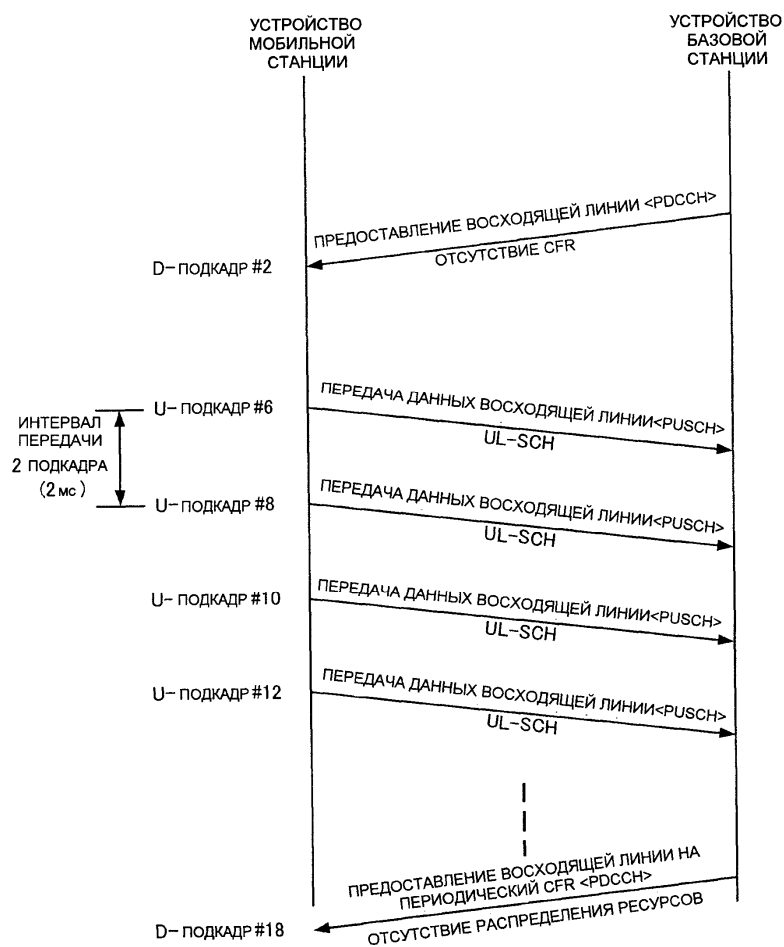 УСТРОЙСТВО
МОБИЛЬНОЙ
СТАНЦИИ
УСТРОЙСТВО
БАЗОВОЙ
СТАНЦИИ
ПРЕДОСТАВЛЕНИЕ ВОСХОДЯЩЕЙ ЛИНИИ <PDCCH>
ОТСУТСТВИЕ CFR
D-ПОДКАДР #2
ПЕРЕДАЧА ДАННЫХ ВОСХОДЯЩЕЙ ЛИНИИ<PUSCH>
U- ПОДКАДР #6
UL-SCH
ИНТЕРВАЛ
ПЕРЕДАЧИ
2 ПОДКАДРА
(2 мс)
ПЕРЕДАЧА ДАННЫХ ВОСХОДЯЩЕЙ ЛИНИИ<PUSCH>
U- ПОДКАДР #8
UL-SCH
ПЕРЕДАЧА ДАННЫХ ВОСХОДЯЩЕЙ ЛИНИИ<PUSCH>
U- ПОДКАДР #10
UL-SCH
ПЕРЕДАЧА ДАННЫХ ВОСХОДЯЩЕЙ ЛИНИИ<PUSCH>
U- ПОДКАДР #12
UL-SCH
ПРЕДОСТАВЛЕНИЕ ВОСХОДЯЩЕЙ ЛИНИИ НА
ПЕРИОДИЧЕСКИЙ CFR <PDCCH>
D-ПОДКАДР #18
ОТСУТСТВИЕ РАСПРЕДЕЛЕНИЯ РЕСУРСОВ